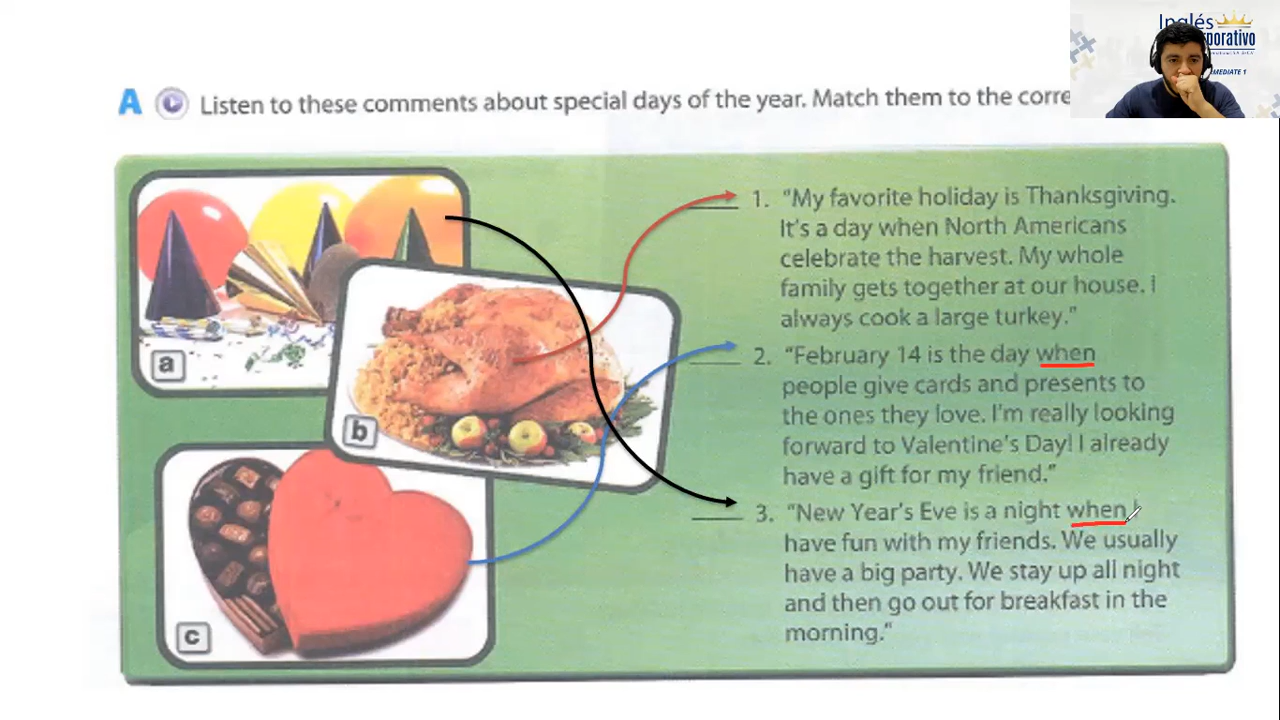 Inglés
porativo
MEDIATE 1
A Listen to these comments about special days of the year. Match them to the corre
a
b
c
1. “My favorite holiday is Thanksgiving.
It's a day when North Americans
celebrate the harvest. My whole
family gets together at our house. I
always cook a large turkey.”
2. “February 14 is the day when
people give cards and presents to
the ones they love. I'm really looking
forward to Valentine's Day! I already
have a gift for my friend.”
3. “New Year's Eve is a night when I
have fun with my friends. We usually
have a big party. We stay up all night
and then go out for breakfast in the
morning.”